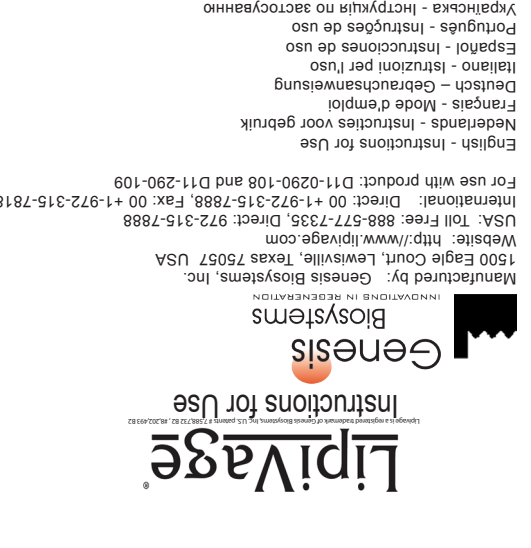 LipiVage®
Lipivage is a registered trademark of Genesis Biosystems, Inc. U.S. patents # 7,588,732 B2 , #8,202,493 B2
Instructions for Use
Genesis
Biosystems
INNOVATIONS IN REGENERATION
Manufactured by: Genesis Biosystems, Inc.
1500 Eagle Court, Lewisville, Texas 75057 USA
Website: http://www.lipivage.com
USA: Toll Free: 888-577-7335, Direct: 972-315-7888
International: Direct: 00 +1-972-315-7888, Fax: 00 +1-972-315-7818
For use with product: D11-0290-108 and D11-290-109
English - Instructions for Use
Nederlands - Instructies voor gebruik
Français - Mode d'emploi
Deutsch – Gebrauchsanweisung
Italiano - Istruzioni per l'uso
Español - Instrucciones de uso
Português - Instruções de uso
Українська - Інструкція по застосуванню